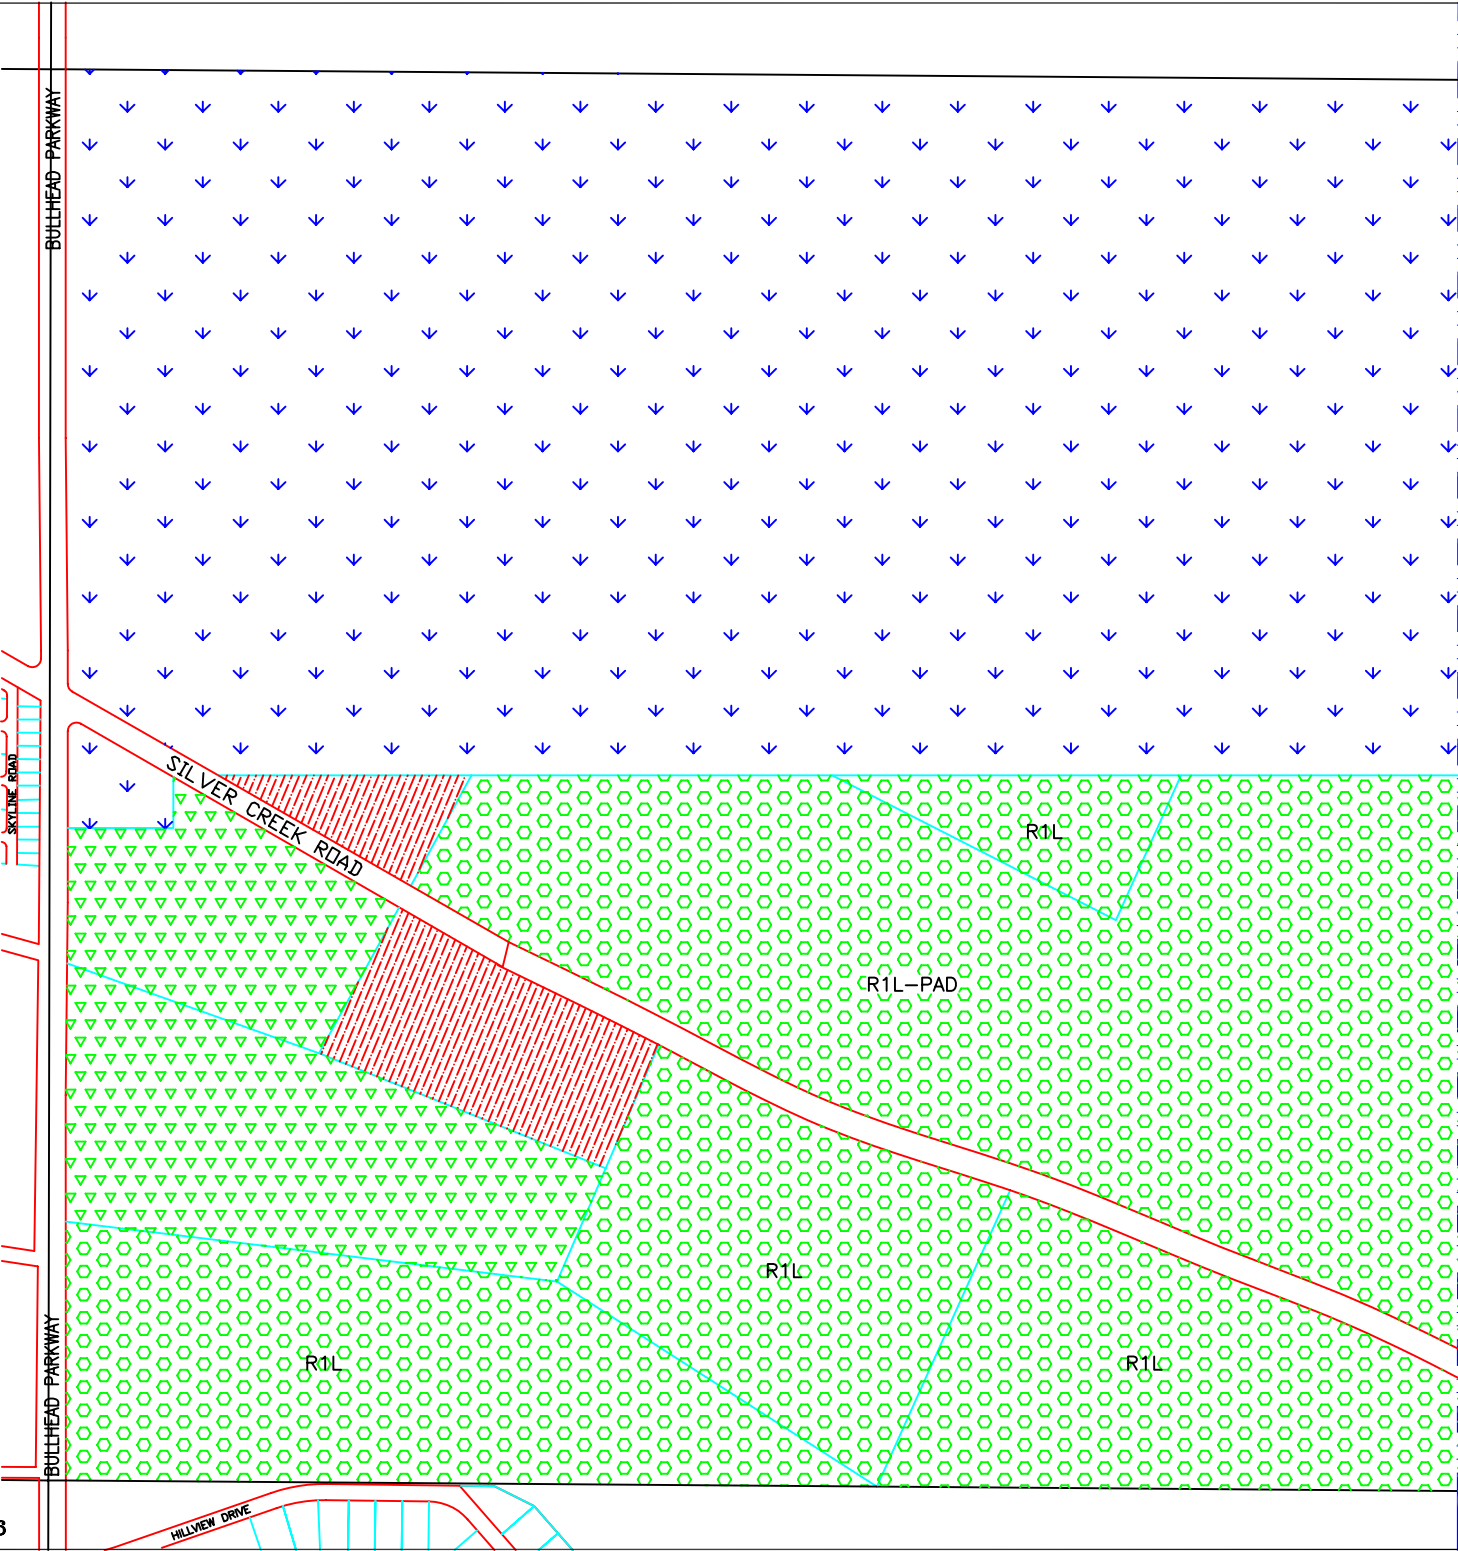 BULLHEAD PARKWAY
SKYLINE ROAD
SILVER CREEK ROAD
R1L
R1L-PAD
R1L
R1L
R1L
BULLHEAD PARKWAY
HILLVIEW DRIVE